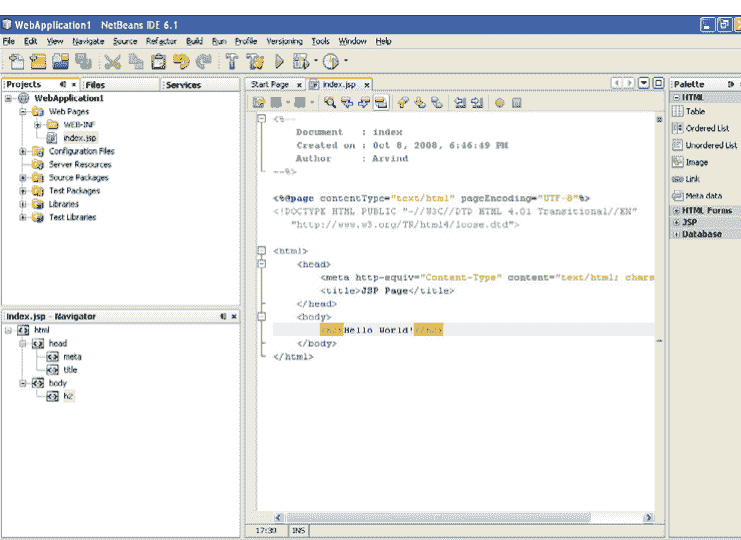 WebApplication1 NetBeans IDE 6.1
File Edit View Navigate Source Refactor Build Run Profile Versioning Tools Window Help
Projects
Files
Services
WebApplication1
Web Pages
WEB-INF
index.jsp
Configuration Files
Server Resources
Source Packages
Test Packages
Libraries
Test Libraries
index.jsp - Navigator
html
head
meta
title
body
h2
Start Page
index.jsp
<%--
Document : index
Created on : Oct 8, 2008, 6:46:49 PM
Author : Arvind
--%>
<%@page contentType="text/html" pageEncoding="UTF-8"%>
<!DOCTYPE HTML PUBLIC "-//W3C//DTD HTML 4.01 Transitional//EN"
"http://www.w3.org/TR/html4/loose.dtd">
<html>
<head>
<meta http-equiv="Content-Type" content="text/html; chars
<title>JSP Page</title>
</head>
<body>
<h2>Hello World!</h2>
</body>
</html>
17:39 INS
Palette
HTML
Table
Ordered List
Unordered List
Image
Link
Meta data
HTML Forms
JSP
Database